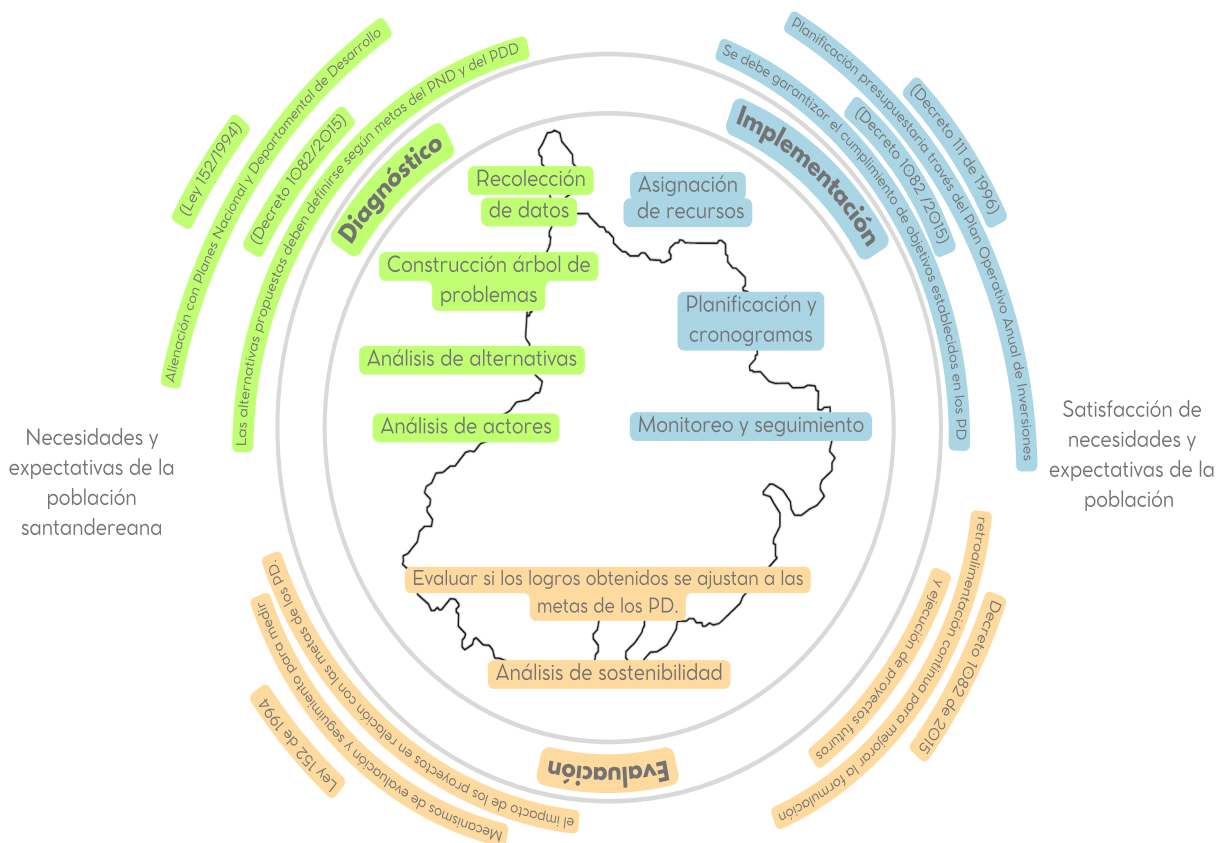 Alienación con Planes Nacional y Departamental de Desarrollo
(Ley 152/1994)
Las alternativas propuestas deben definirse según metas del PND y del PDD
(Decreto 1082/2015)
Diagnóstico
Recolección
de datos
Construcción árbol de
problemas
Análisis de alternativas
Análisis de actores
Planificación presupuestaria través del Plan Operativo Anual de Inversiones
(Decreto 111 de 1996)
Se debe garantizar el cumplimiento de objetivos establecidos en los PD
(Decreto 1082 /2015)
Implementación
Asignación
de recursos
Planificación y
cronogramas
Monitoreo y seguimiento
Necesidades y
expectativas de la
población
santandereana
Satisfacción de
necesidades y
expectativas de la
población
Evaluar si los logros obtenidos se ajustan a las
metas de los PD.
Análisis de sostenibilidad
Evaluación
Mecanismos de evaluación y seguimiento para medir
el impacto de los proyectos en relación con las metas de los PD.
Ley 152 de 1994
retroalimentación continua para mejorar la formulación
y ejecución de proyectos futuros
Decreto 1082 de 2015